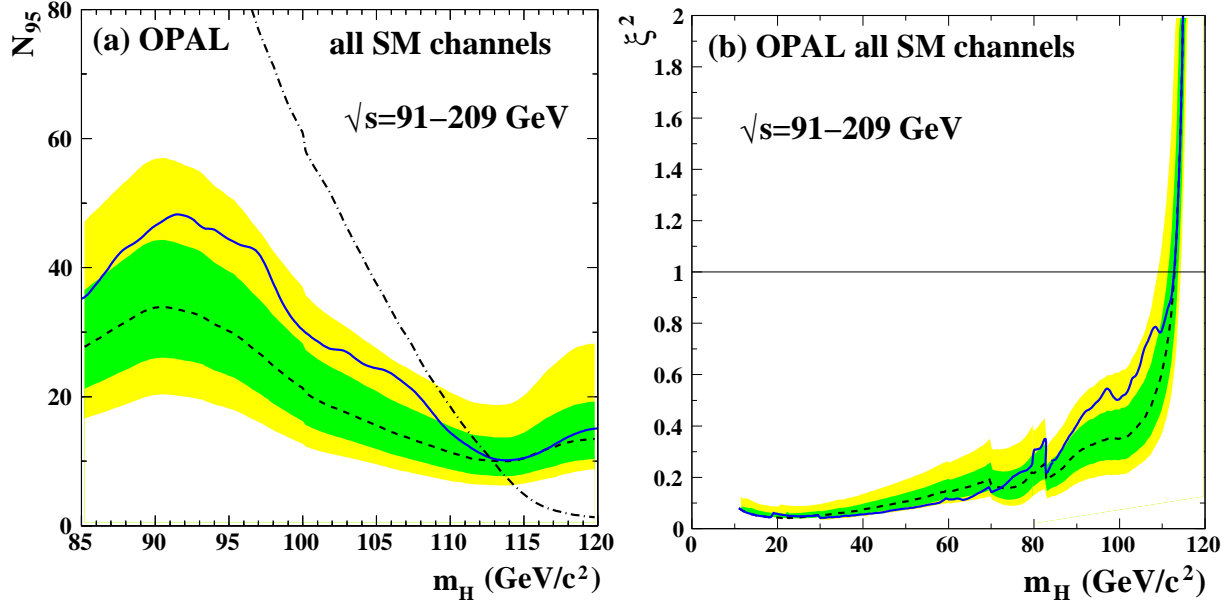 N₉₅
80
60
40
20
0
(a) OPAL
all SM channels
√s=91–209 GeV
85 90 95 100 105 110 115 120
m_H (GeV/c²)
ξ²
2
1.8
1.6
1.4
1.2
1
0.8
0.6
0.4
0.2
0
(b) OPAL all SM channels
√s=91–209 GeV
0 20 40 60 80 100 120
m_H (GeV/c²)